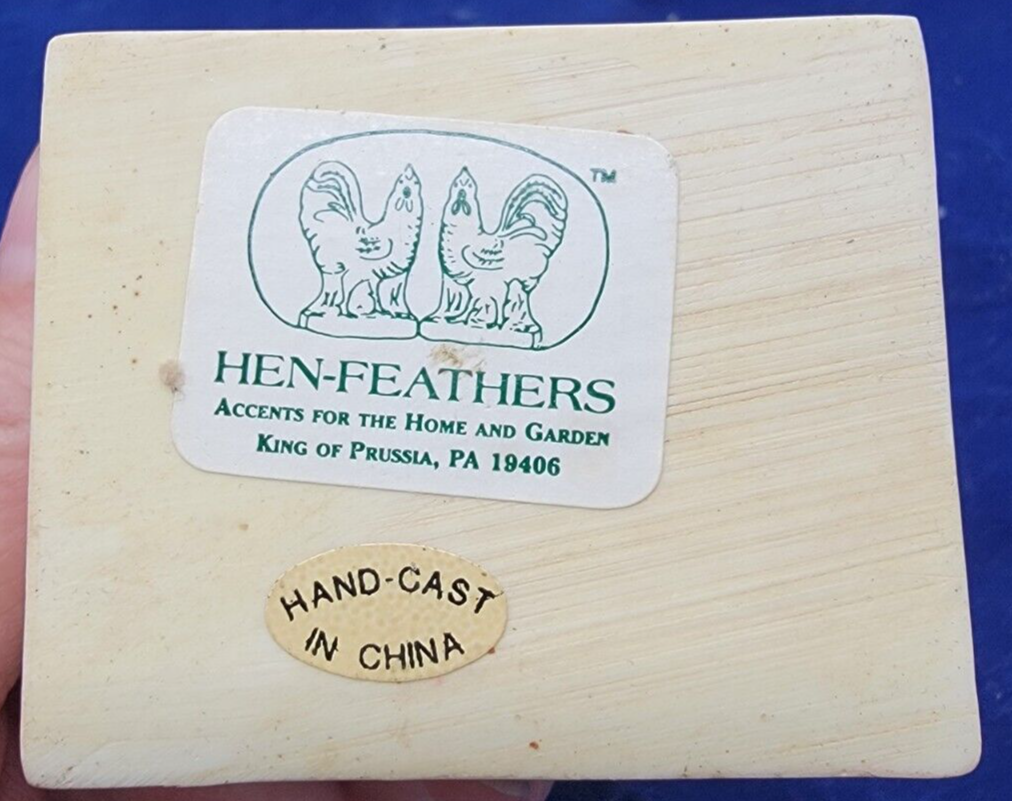 TM
HEN-FEATHERS
ACCENTS FOR THE HOME AND GARDEN
KING OF PRUSSIA, PA 19406
HAND-CAST
IN CHINA